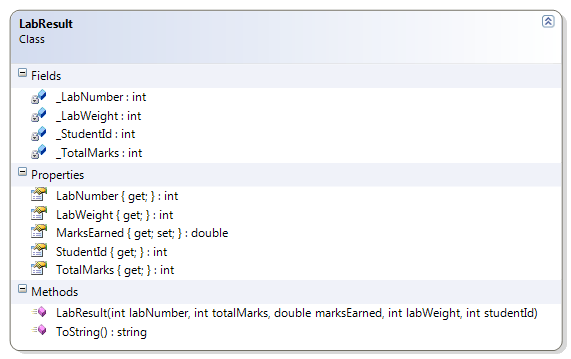 LabResult
Class
Fields
_LabNumber : int
_LabWeight : int
_StudentId : int
_TotalMarks : int
Properties
LabNumber { get; } : int
LabWeight { get; } : int
MarksEarned { get; set; } : double
StudentId { get; } : int
TotalMarks { get; } : int
Methods
LabResult(int labNumber, int totalMarks, double marksEarned, int labWeight, int studentId)
ToString() : string